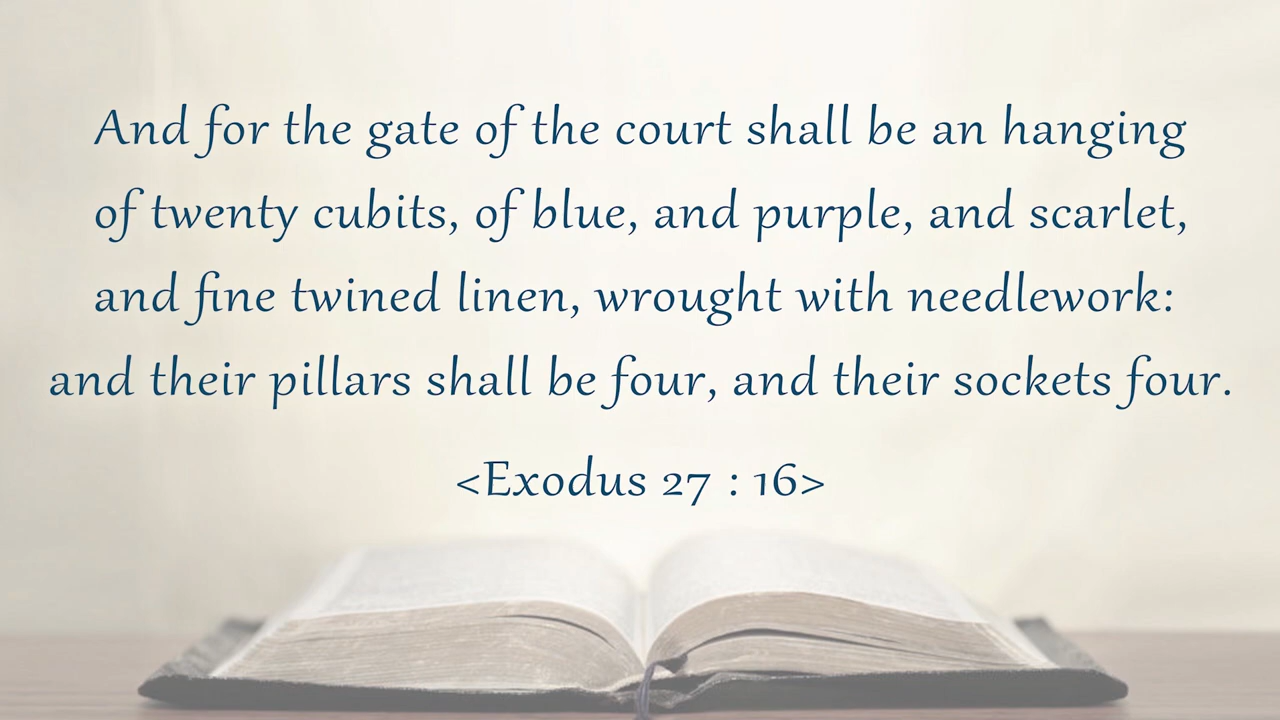 And for the gate of the court shall be an hanging
of twenty cubits, of blue, and purple, and scarlet,
and fine twined linen, wrought with needlework:
and their pillars shall be four, and their sockets four.
<Exodus 27 : 16>